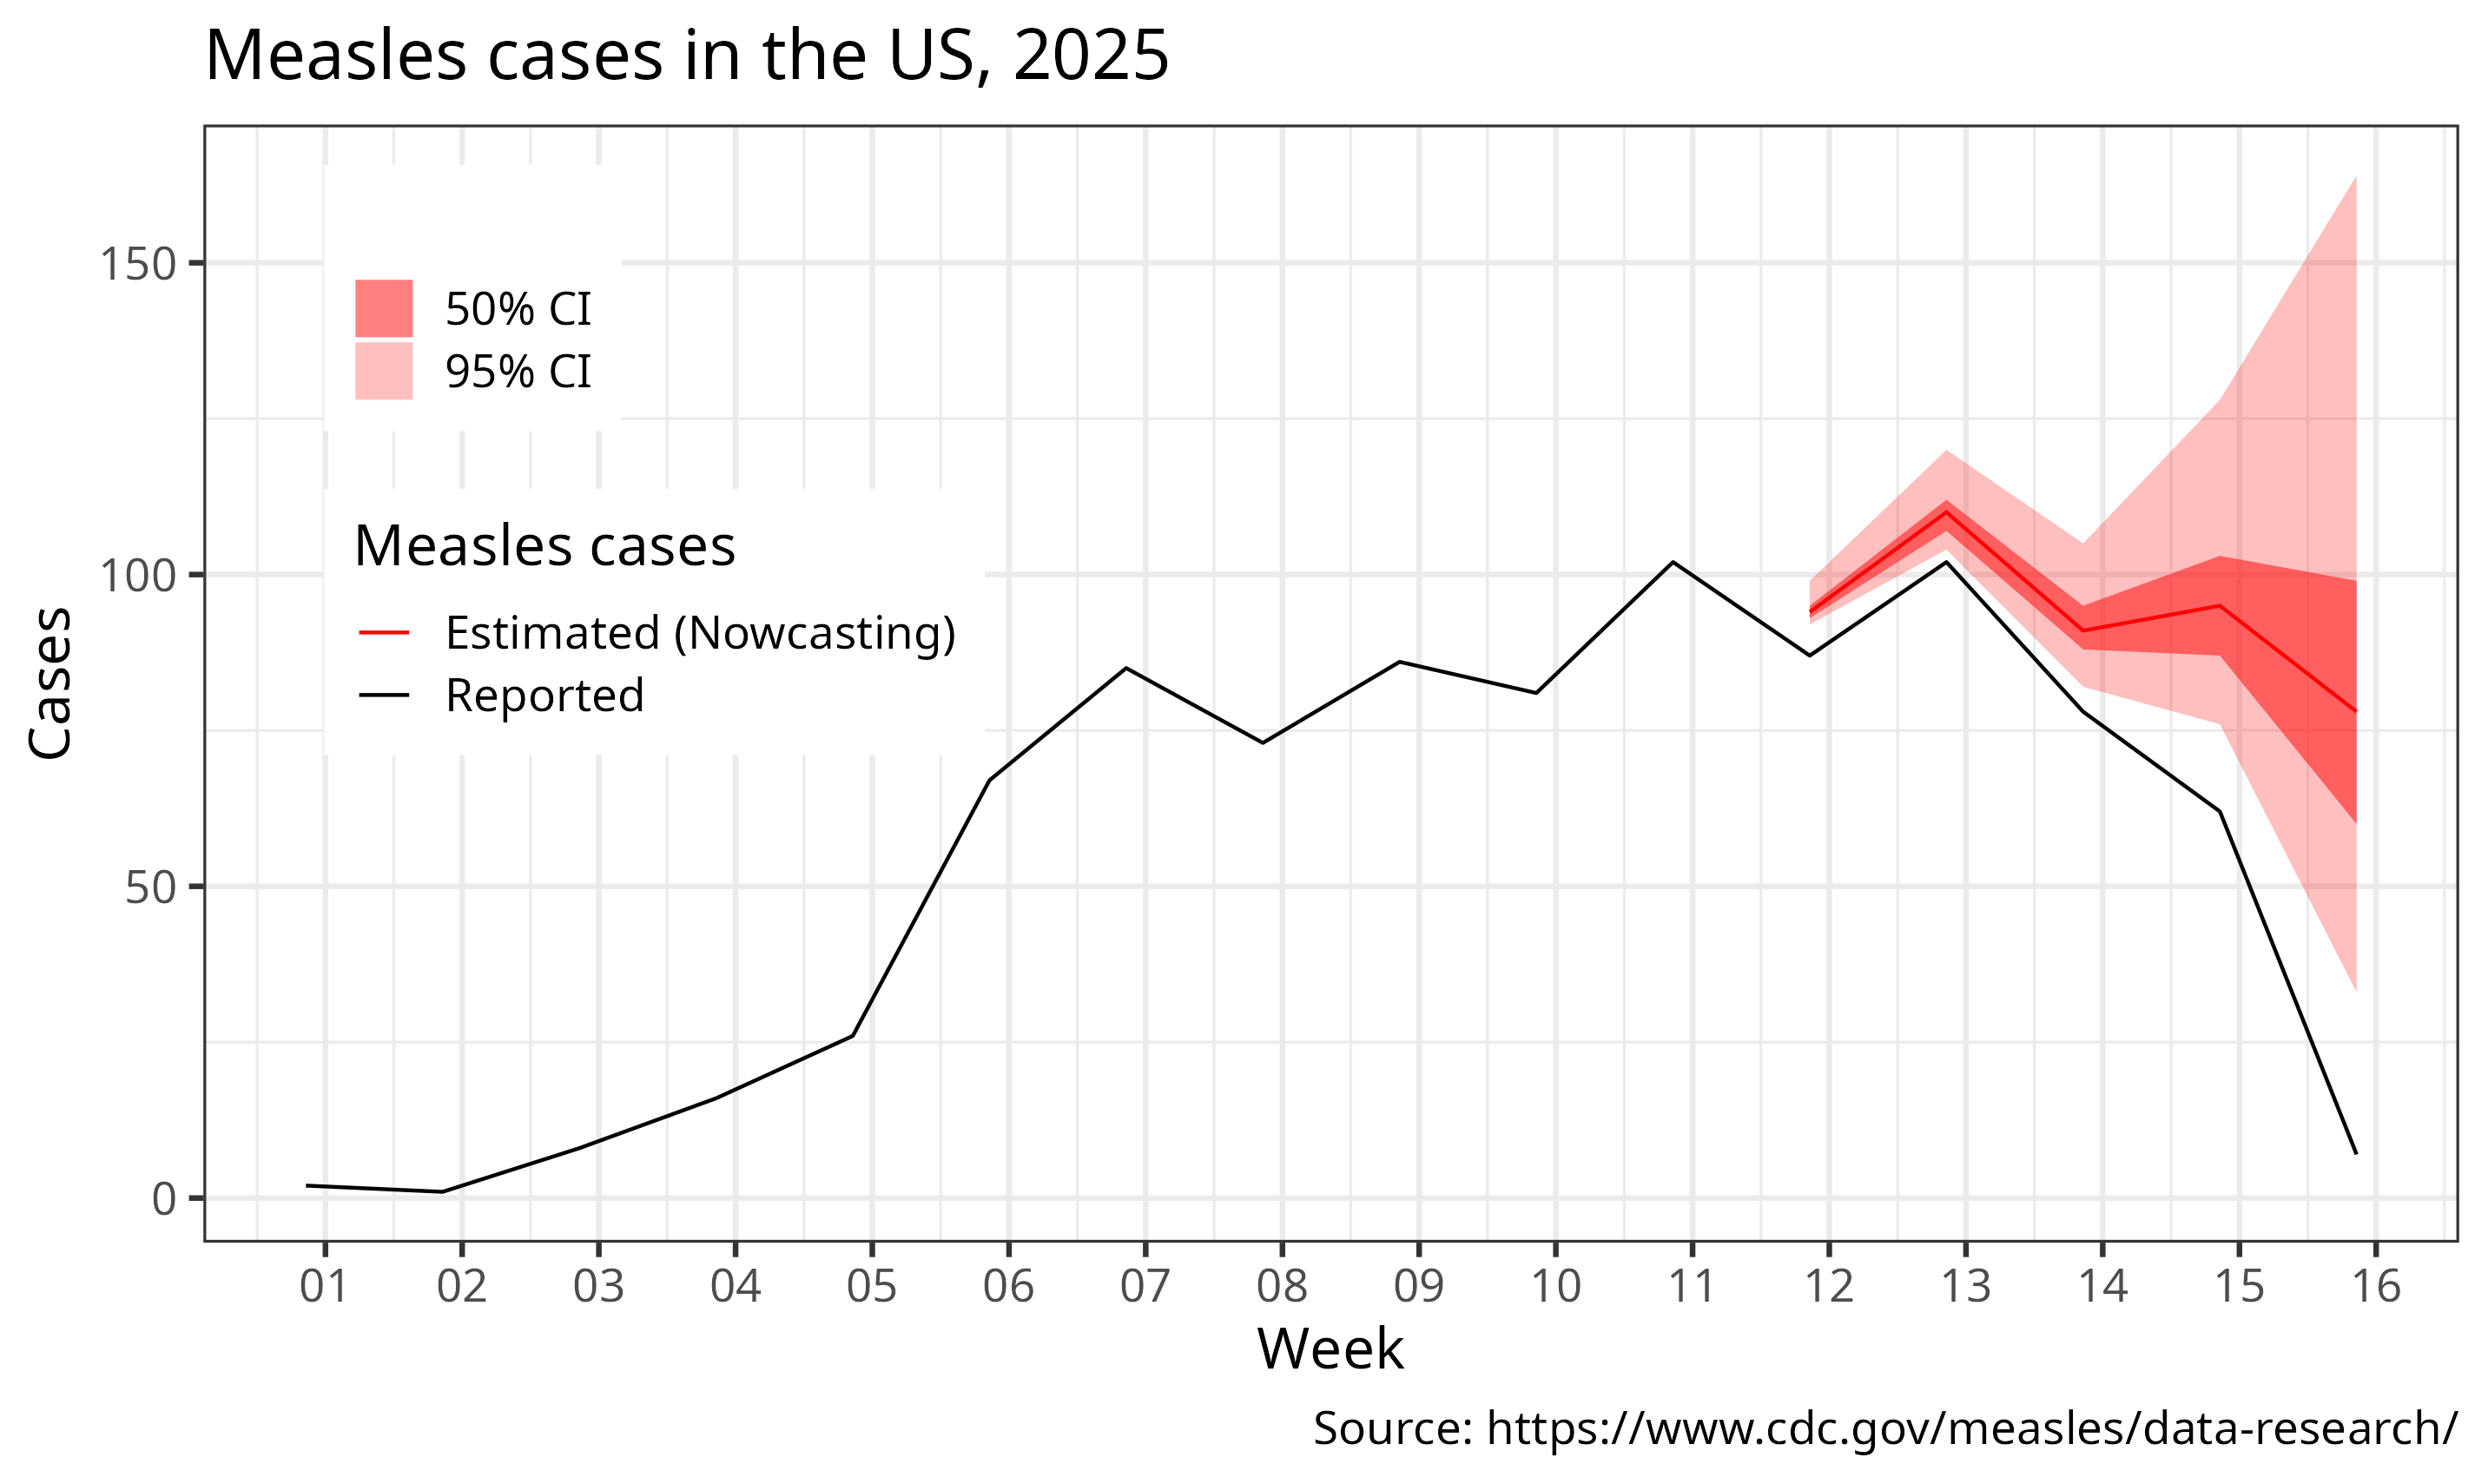 Measles cases in the US, 2025
150
100
50
0
Cases
50% CI
95% CI
Measles cases
Estimated (Nowcasting)
Reported
01 02 03 04 05 06 07 08 09 10 11 12 13 14 15 16
Week
Source: https://www.cdc.gov/measles/data-research/